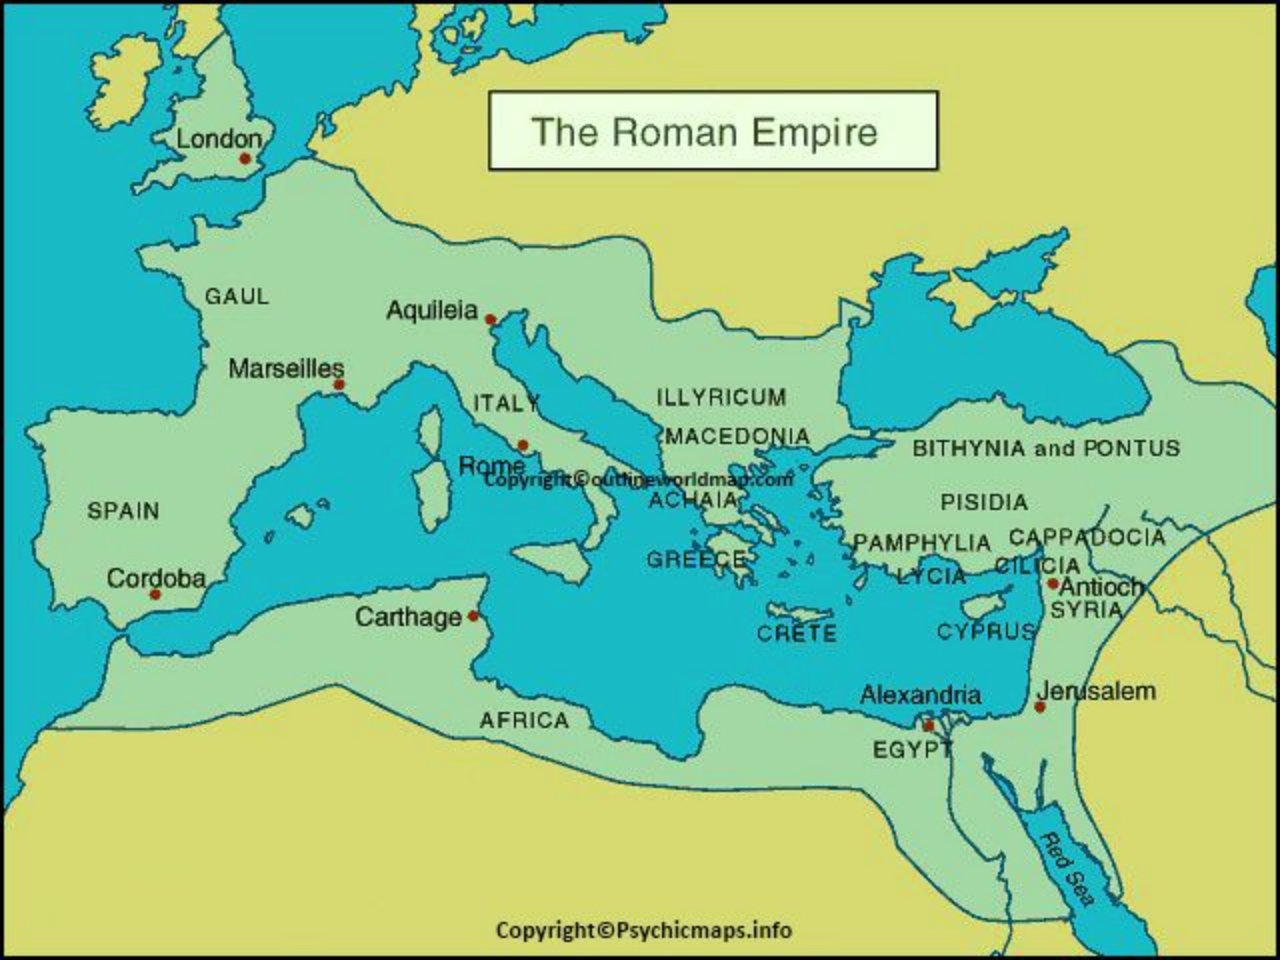 The Roman Empire
London
GAUL
Aquileia
Marseilles
ITALY
ILLYRICUM
MACEDONIA
BITHYNIA and PONTUS
Rome
Copyright©outlineworldmap.com
ACHAIA
SPAIN
PISIDIA
PAMPHYLIA
CAPPADOCIA
GREECE
LYCIA
CILICIA
Cordoba
Antioch
SYRIA
Carthage
CRETE
CYPRUS
Alexandria
Jerusalem
AFRICA
EGYPT
Red Sea
Copyright©Psychicmaps.info